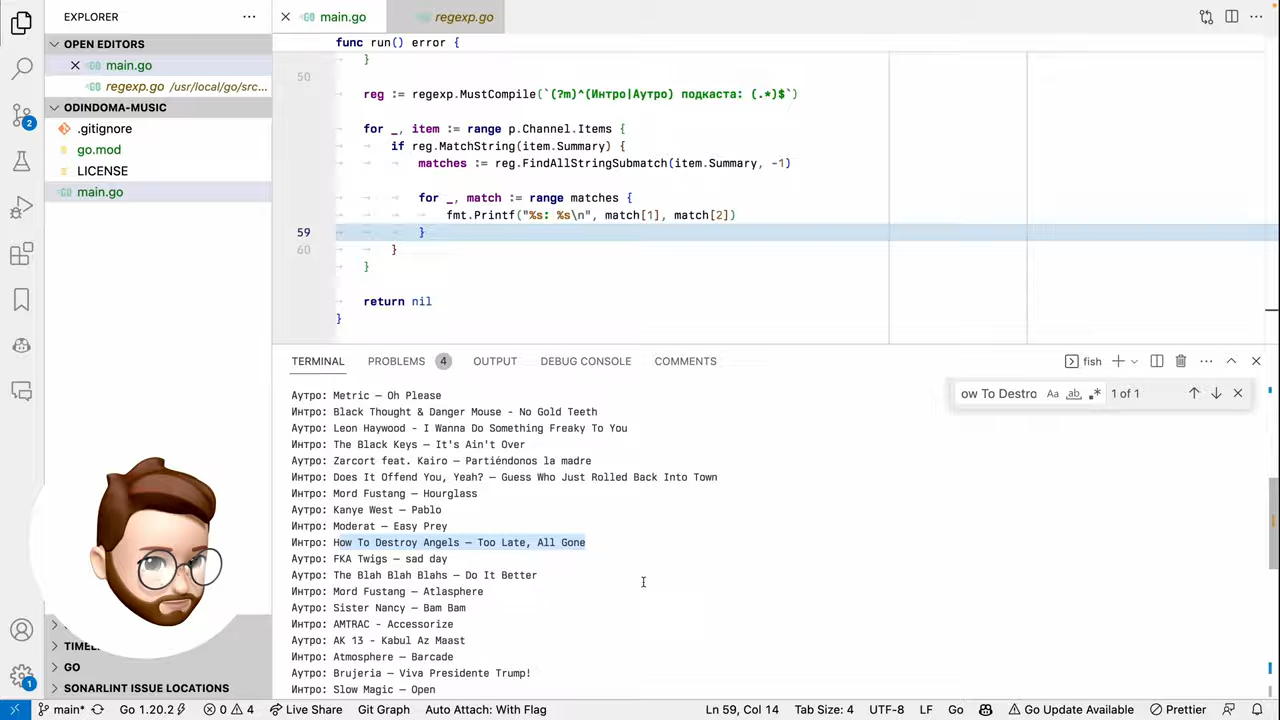 EXPLORER
OPEN EDITORS
main.go
regexp.go /usr/local/go/src...
ODINDOMA-MUSIC
.gitignore
go.mod
LICENSE
main.go
GO
SONARLINT ISSUE LOCATIONS
main.go
regexp.go
func run() error {
}
50
reg := regexp.MustCompile(`(?m)^(Интро|Аутро) подкаста: (.*)$`)
for _, item := range p.Channel.Items {
if reg.MatchString(item.Summary) {
matches := reg.FindAllStringSubmatch(item.Summary, -1)
for _, match := range matches {
fmt.Printf("%s: %s\n", match[1], match[2])
59 }
60 }
}
return nil
}
TERMINAL PROBLEMS 4 OUTPUT DEBUG CONSOLE COMMENTS
fish
ow To Destro Aa ab 1 of 1
Аутро: Metric – Oh Please
Интро: Black Thought & Danger Mouse - No Gold Teeth
Аутро: Leon Haywood - I Wanna Do Something Freaky To You
Интро: The Black Keys – It's Ain't Over
Аутро: Zarcort feat. Kairo – Partiéndonos la madre
Интро: Does It Offend You, Yeah? – Guess Who Just Rolled Back Into Town
Интро: Mord Fustang – Hourglass
Аутро: Kanye West – Pablo
Интро: Moderat – Easy Prey
Интро: How To Destroy Angels – Too Late, All Gone
Аутро: FKA Twigs – sad day
Аутро: The Blah Blah Blahs – Do It Better
Интро: Mord Fustang – Atlasphere
Аутро: Sister Nancy – Bam Bam
Интро: AMTRAC - Accessorize
Аутро: AK 13 - Kabul Az Maast
Интро: Atmosphere – Barcade
Аутро: Brujeria – Viva Presidente Trump!
Интро: Slow Magic – Open
2
1
main* Go 1.20.2 0 4 Live Share Git Graph Auto Attach: With Flag Ln 59, Col 14 Tab Size: 4 UTF-8 LF Go Go Update Available Prettier